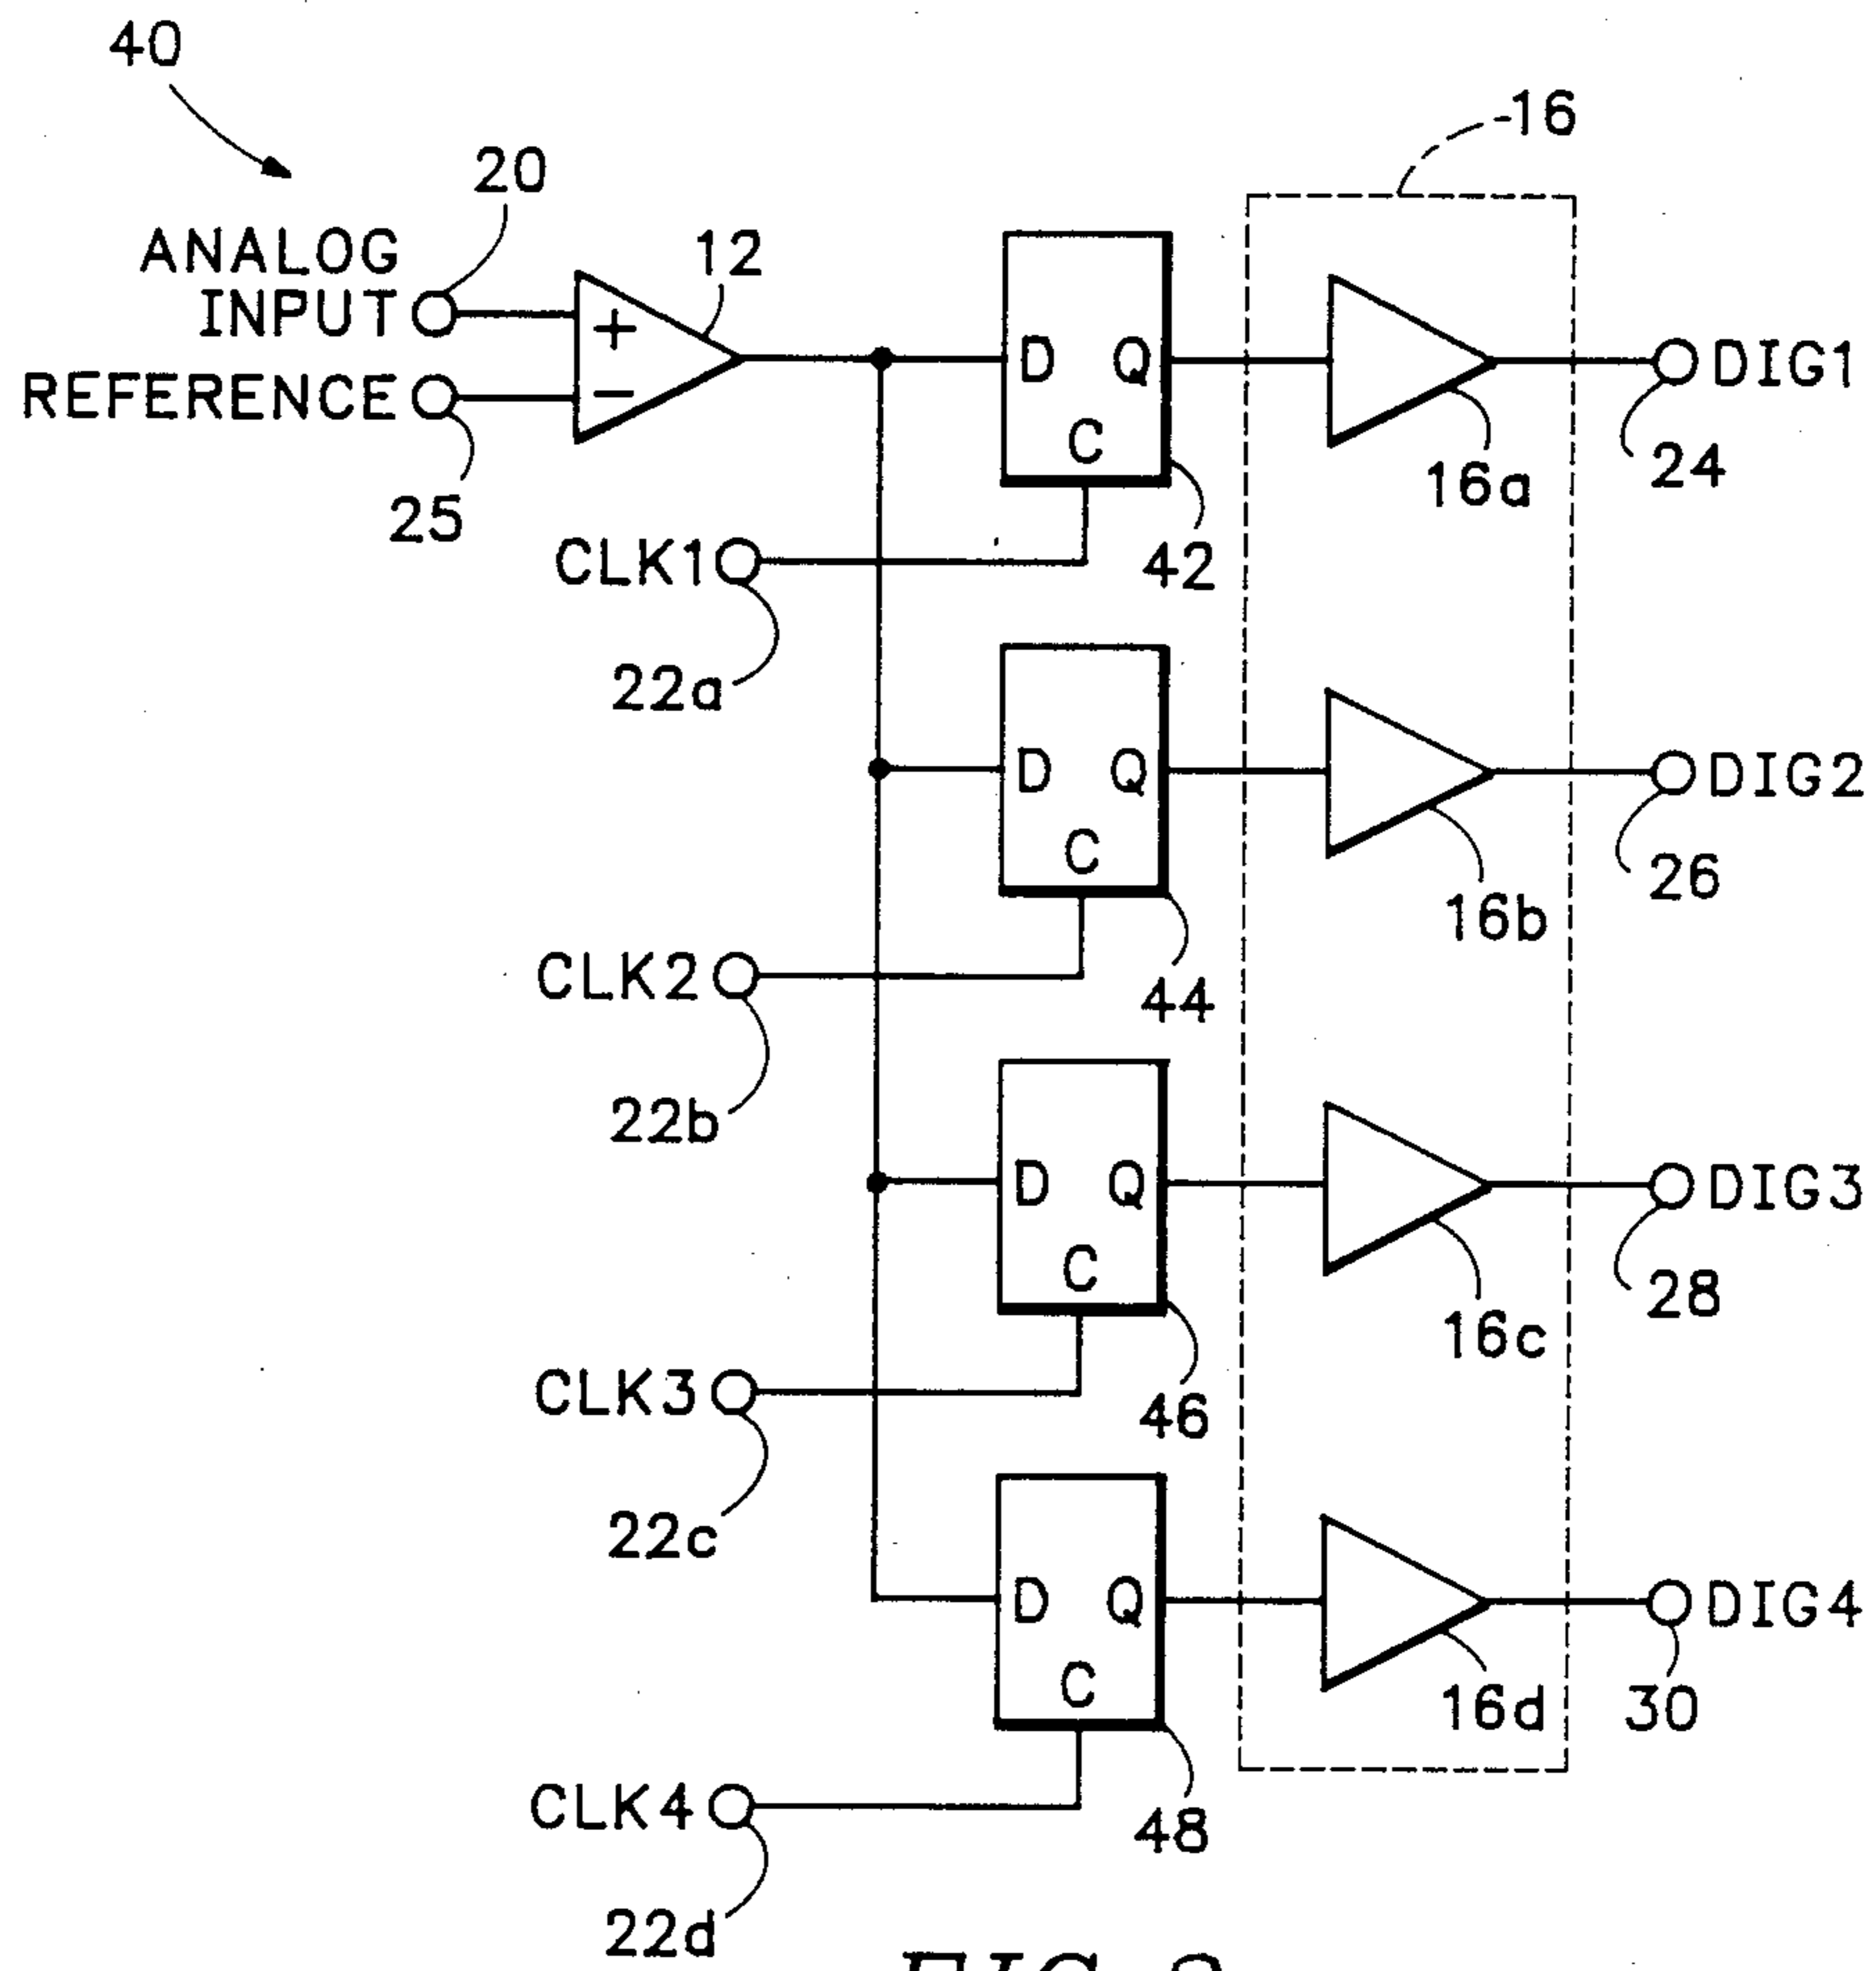 40
-16
20
ANALOG
INPUT
12
+
D Q
C
DIG1
REFERENCE
−
25
16a
24
CLK1
42
22a
D Q
C
DIG2
16b
26
CLK2
44
22b
D Q
C
DIG3
16c
28
CLK3
46
22c
D Q
C
DIG4
16d
30
CLK4
48
22d